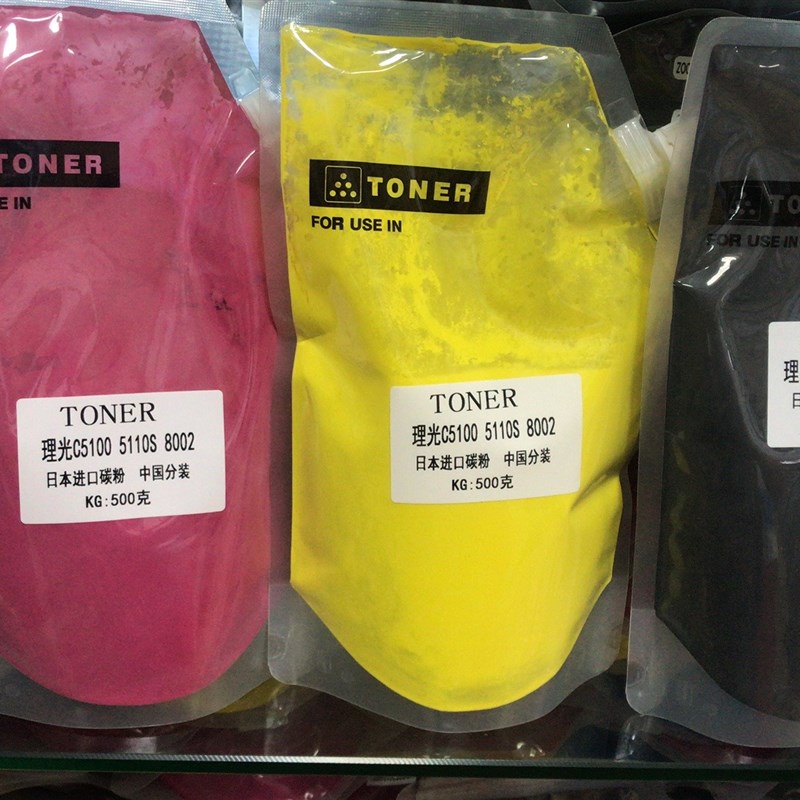 TONER
E IN
TONER
理光C5100 5110S 8002
日本进口碳粉 中国分装
KG:500克
TONER
FOR USE IN
TONER
理光C5100 5110S 8002
日本进口碳粉 中国分装
KG:500克
TO
FOR USE IN
理
日